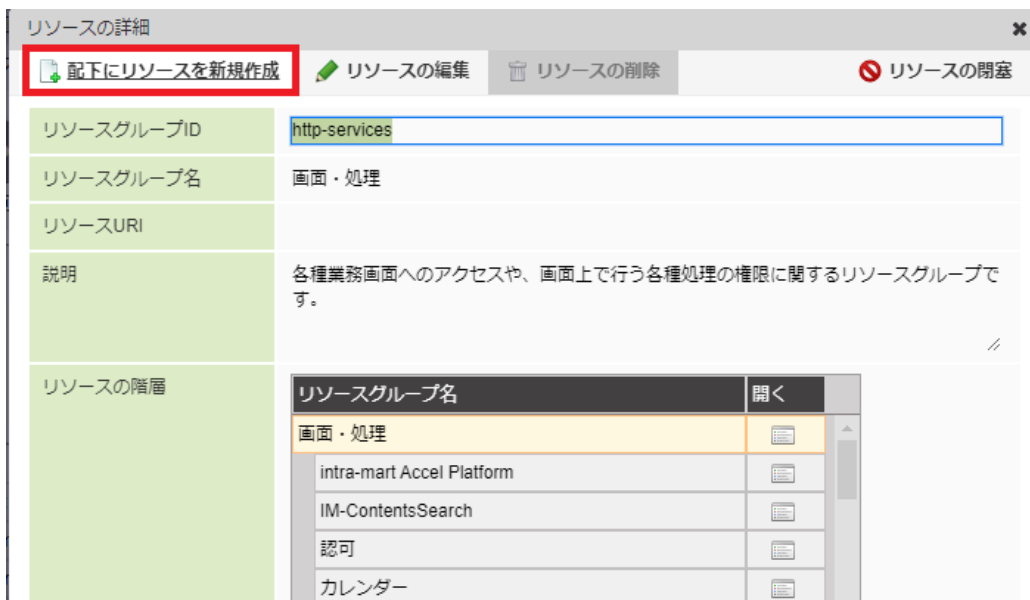 リソースの詳細
配下にリソースを新規作成 リソースの編集 リソースの削除 リソースの閉塞
リソースグループID http-services
リソースグループ名 画面・処理
リソースURI
説明 各種業務画面へのアクセスや、画面上で行う各種処理の権限に関するリソースグループで
す。
リソースの階層
リソースグループ名 開く
画面・処理
intra-mart Accel Platform
IM-ContentsSearch
認可
カレンダー